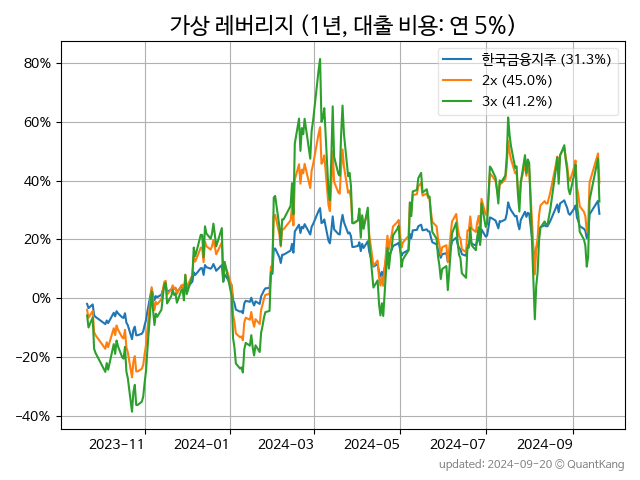 가상 레버리지 (1년, 대출 비용: 연 5%)
한국금융지주 (31.3%)
2x (45.0%)
3x (41.2%)
80%
60%
40%
20%
0%
−20%
−40%
2023-11
2024-01
2024-03
2024-05
2024-07
2024-09
updated: 2024-09-20 © QuantKang